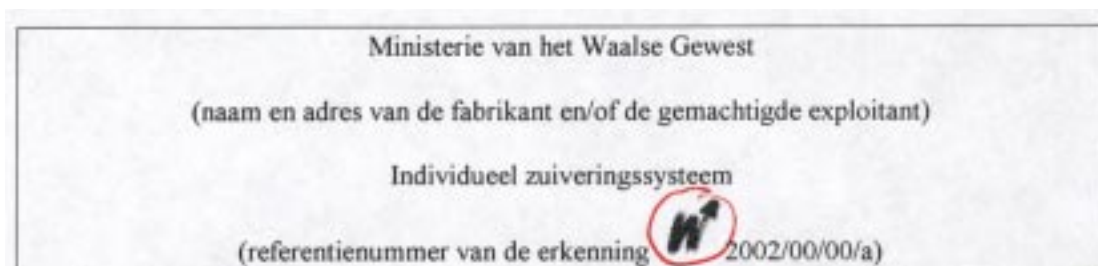 Ministerie van het Waalse Gewest
(naam en adres van de fabrikant en/of de gemachtigde exploitant)
Individueel zuiveringssysteem
(referentienummer van de erkenning 2002/00/00/a)